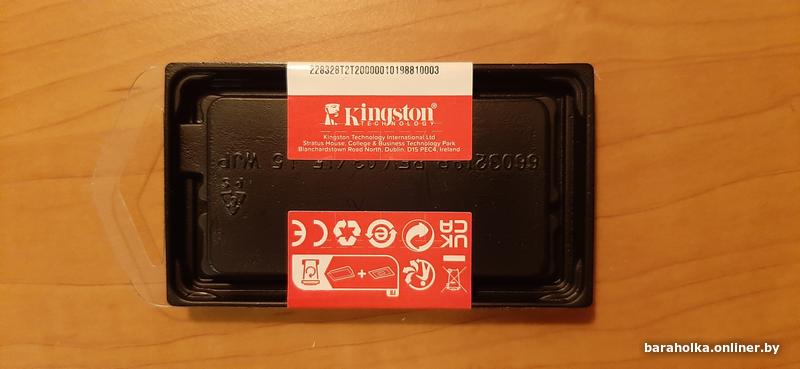 228328T2T20000010198810003
Kingston®
TECHNOLOGY
Kingston Technology International Ltd
Stratus House, College & Business Technology Park
Blanchardstown Road North, Dublin, D15 PEC4, Ireland
UK
CA
CE
FR
baraholka.onliner.by